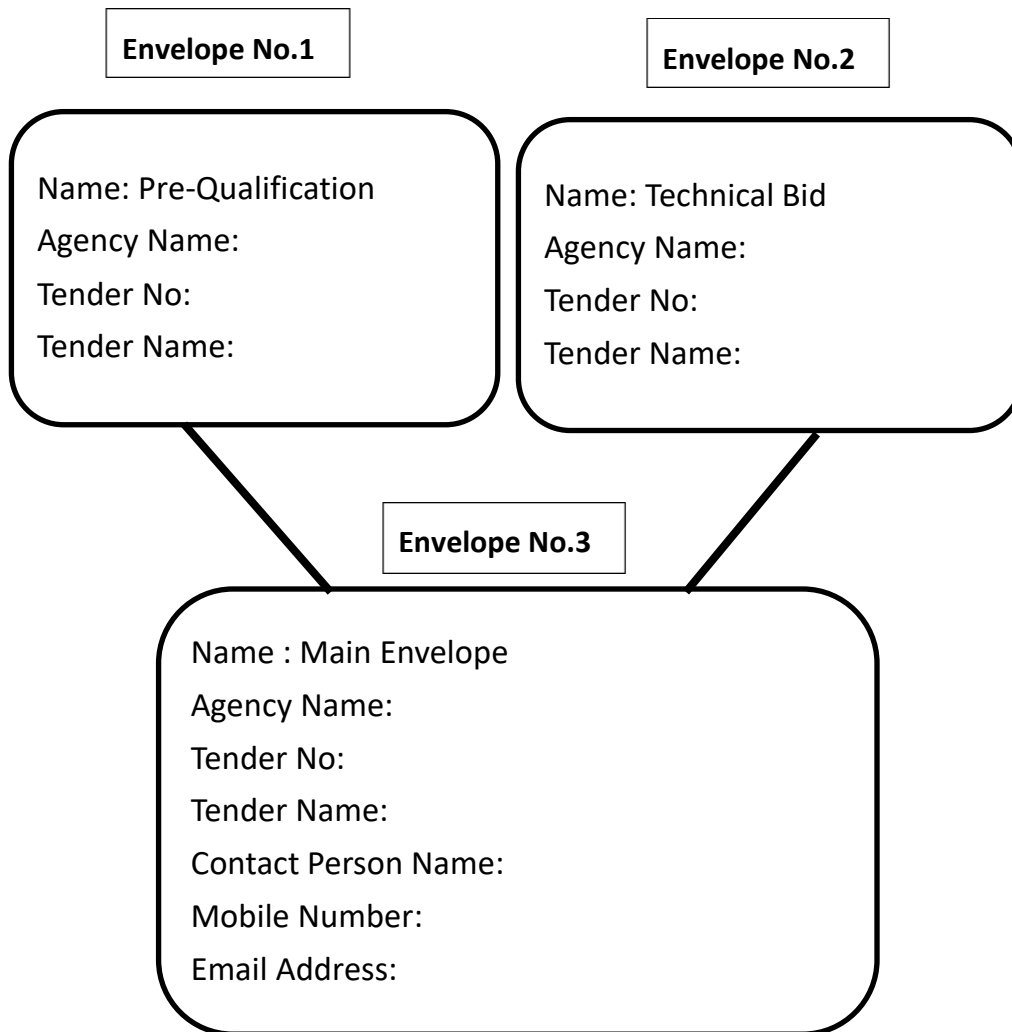 Envelope No.1
Name: Pre-Qualification
Agency Name:
Tender No:
Tender Name:
Envelope No.2
Name: Technical Bid
Agency Name:
Tender No:
Tender Name:
Envelope No.3
Name : Main Envelope
Agency Name:
Tender No:
Tender Name:
Contact Person Name:
Mobile Number:
Email Address: